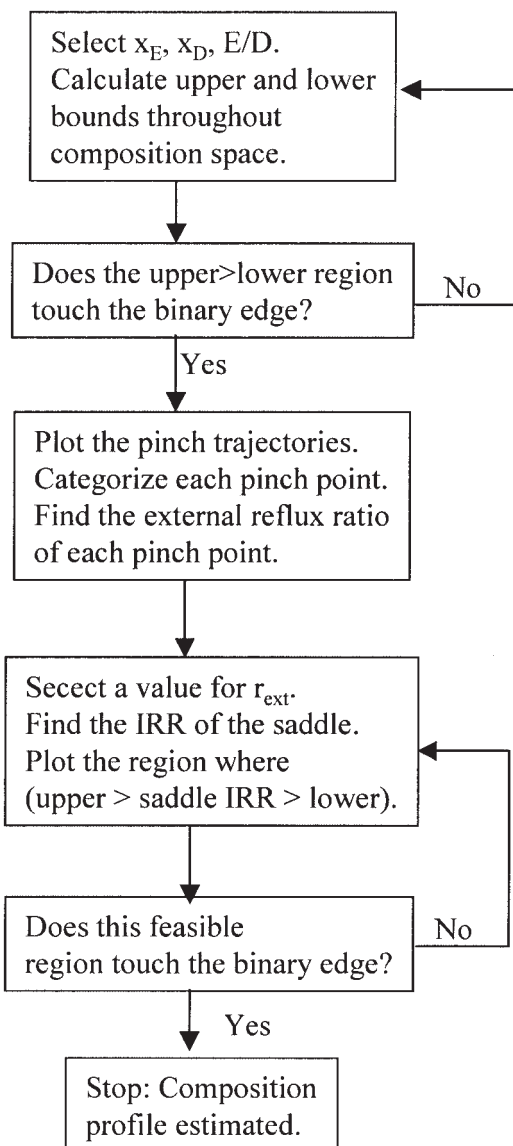 Select x_E, x_D, E/D.
Calculate upper and lower
bounds throughout
composition space.
Does the upper>lower region
touch the binary edge?
No
Yes
Plot the pinch trajectories.
Categorize each pinch point.
Find the external reflux ratio
of each pinch point.
Secect a value for r_ext.
Find the IRR of the saddle.
Plot the region where
(upper > saddle IRR > lower).
Does this feasible
region touch the binary edge?
No
Yes
Stop: Composition
profile estimated.